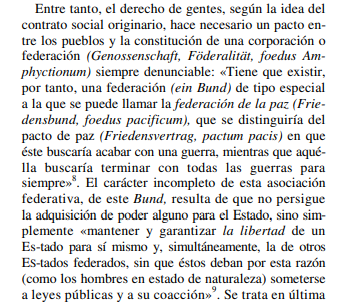 Entre tanto, el derecho de gentes, según la idea del
contrato social originario, hace necesario un pacto en-
tre los pueblos y la constitución de una corporación o
federación (Genossenschaft, Föderalität, foedus Am-
phyctionum) siempre denunciable: «Tiene que existir,
por tanto, una federación (ein Bund) de tipo especial
a la que se puede llamar la federación de la paz (Frie-
densbund, foedus pacificum), que se distinguiría del
pacto de paz (Friedensvertrag, pactum pacis) en que
éste buscaría acabar con una guerra, mientras que aqué-
lla buscaría terminar con todas las guerras para
siempre»8. El carácter incompleto de esta asociación
federativa, de este Bund, resulta de que no persigue
la adquisición de poder alguno para el Estado, sino sim-
plemente «mantener y garantizar la libertad de un
Es-tado para sí mismo y, simultáneamente, la de otros
Es-tados federados, sin que éstos deban por esta razón
(como los hombres en estado de naturaleza) someterse
a leyes públicas y a su coacción»9. Se trata en última